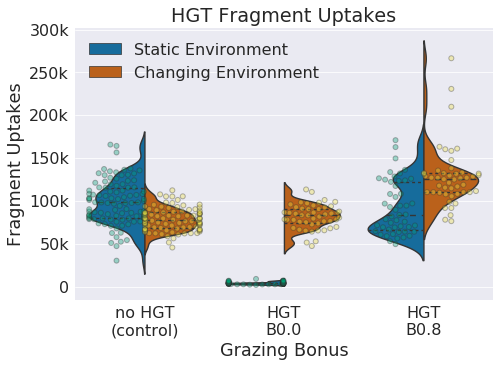 HGT Fragment Uptakes
Static Environment
Changing Environment
Fragment Uptakes
300k
250k
200k
150k
100k
50k
0
no HGT
(control)
HGT
B0.0
HGT
B0.8
Grazing Bonus